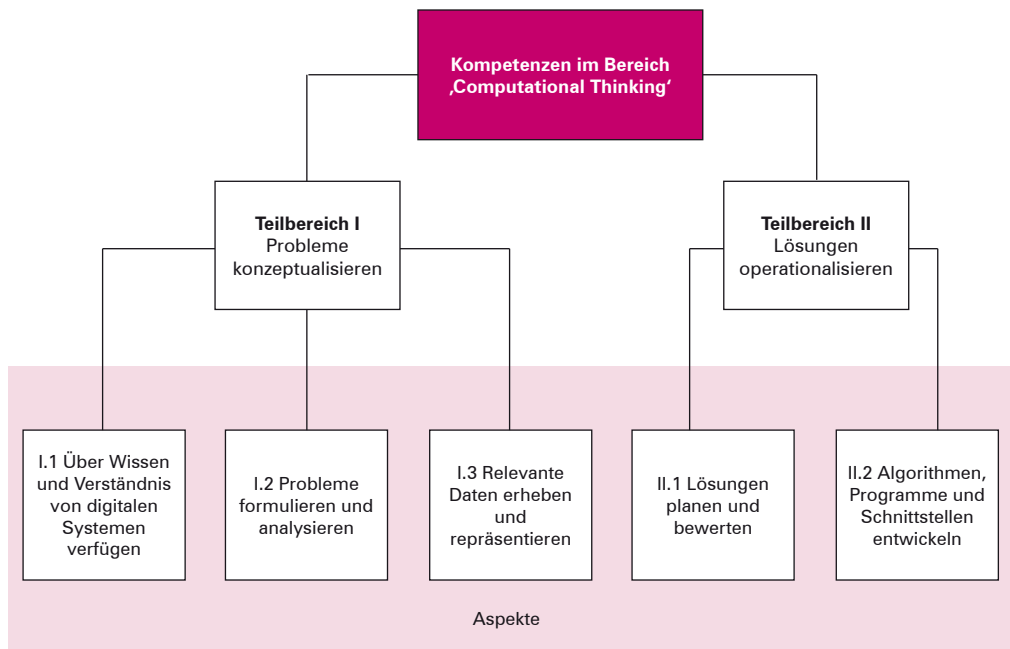 Kompetenzen im Bereich
‚Computational Thinking‘
Teilbereich I
Probleme
konzeptualisieren
Teilbereich II
Lösungen
operationalisieren
I.1 Über Wissen
und Verständnis
von digitalen
Systemen
verfügen
I.2 Probleme
formulieren und
analysieren
I.3 Relevante
Daten erheben
und
repräsentieren
II.1 Lösungen
planen und
bewerten
II.2 Algorithmen,
Programme und
Schnittstellen
entwickeln
Aspekte